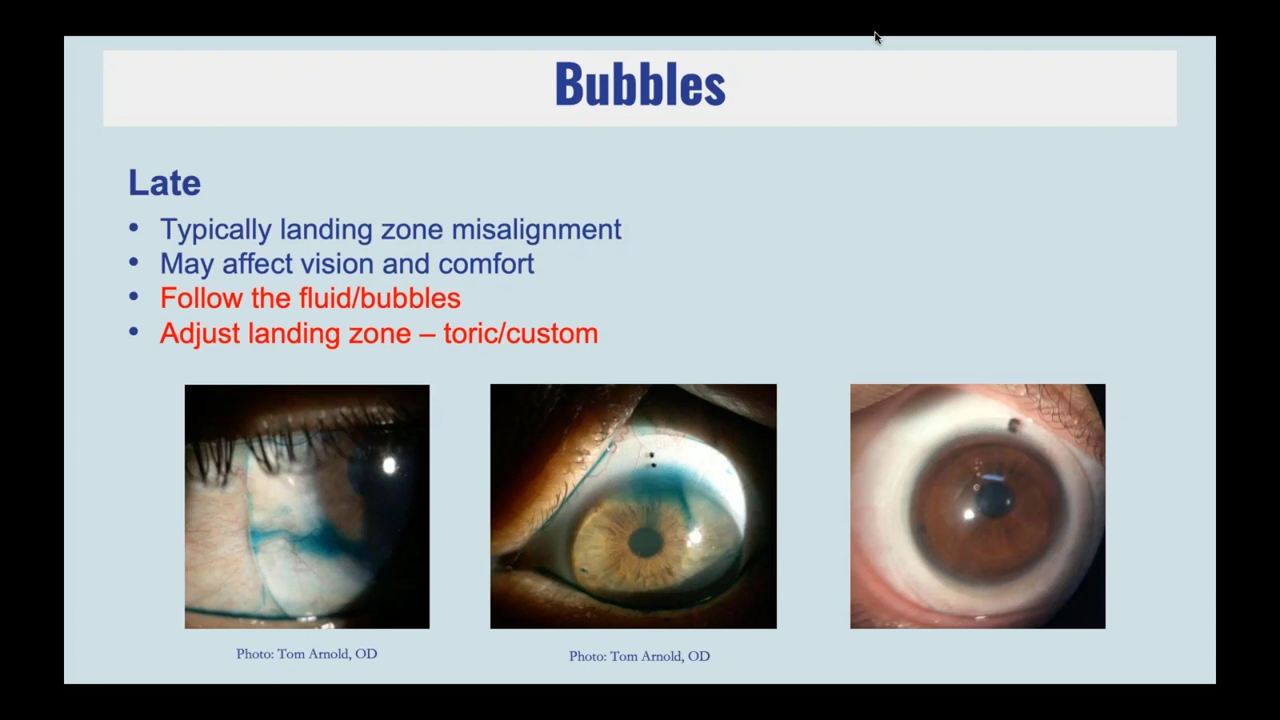 Bubbles
Late
• Typically landing zone misalignment
• May affect vision and comfort
• Follow the fluid/bubbles
• Adjust landing zone – toric/custom
Photo: Tom Arnold, OD
Photo: Tom Arnold, OD